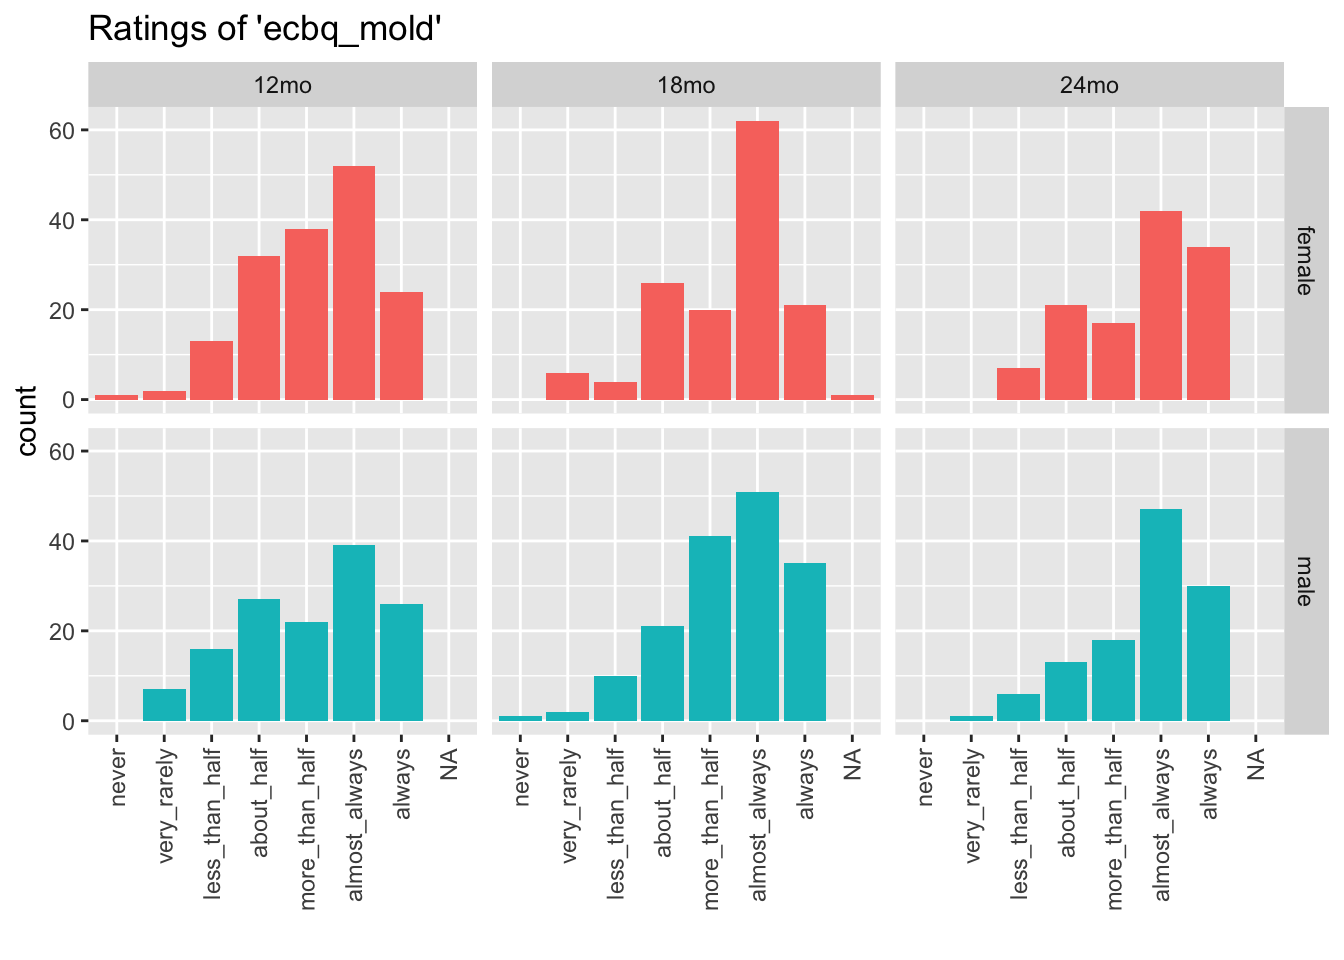 Ratings of 'ecbq_mold'
12mo
18mo
24mo
60
40
20
0
female
count
60
40
20
0
male
never
very_rarely
less_than_half
about_half
more_than_half
almost_always
always
NA
never
very_rarely
less_than_half
about_half
more_than_half
almost_always
always
NA
never
very_rarely
less_than_half
about_half
more_than_half
almost_always
always
NA